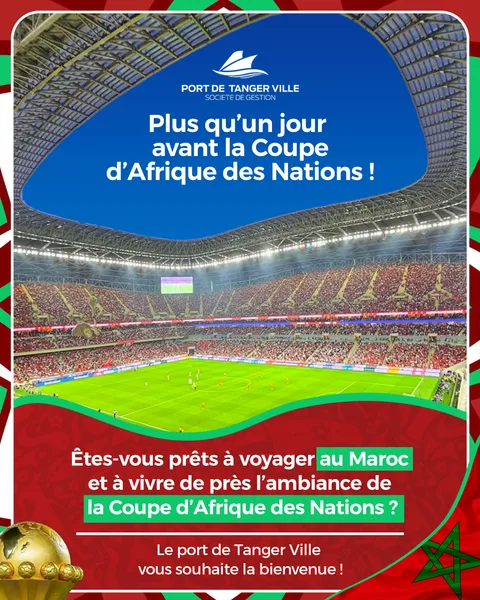 PORT DE TANGER VILLE
SOCIETE DE GESTION
Plus qu'un jour
avant la Coupe
d'Afrique des Nations !
Êtes-vous prêts à voyager au Maroc
et à vivre de près l'ambiance de
la Coupe d'Afrique des Nations ?
Le port de Tanger Ville
vous souhaite la bienvenue !